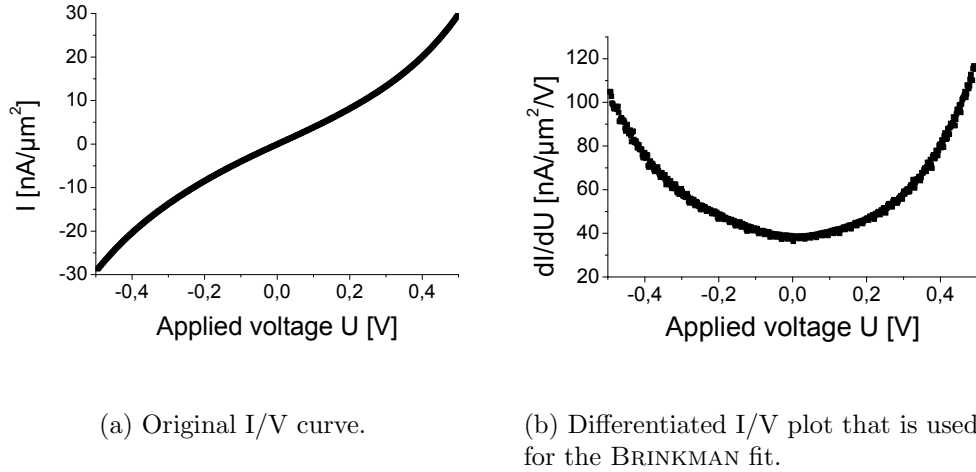 30
20
10
0
-10
-20
-30
I [nA/µm²]
-0,4 -0,2 0,0 0,2 0,4
Applied voltage U [V]
120
100
80
60
40
20
dI/dU [nA/µm²/V]
-0,4 -0,2 0,0 0,2 0,4
Applied voltage U [V]
(a) Original I/V curve.
(b) Differentiated I/V plot that is used
for the BRINKMAN fit.